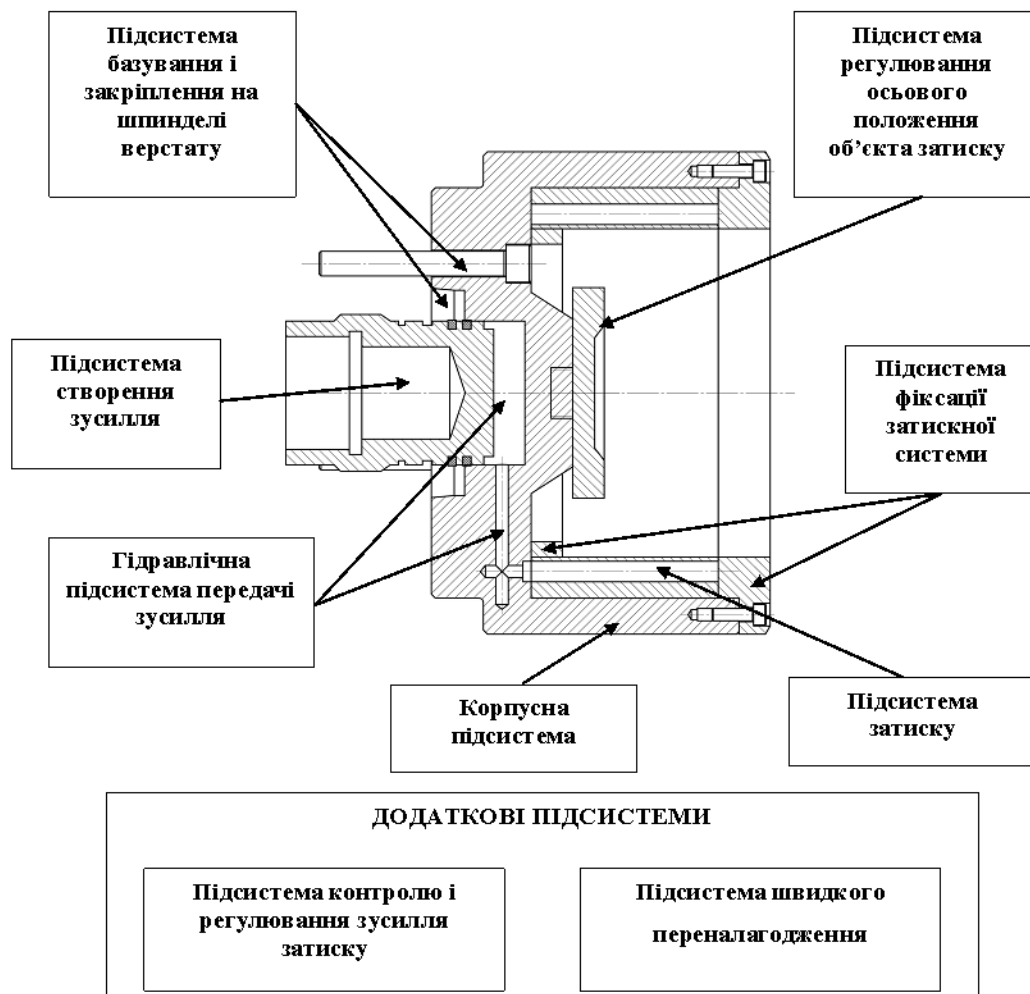 Підсистема
базування і
закріплення на
шпинделі
верстату
Підсистема
регулювання
осьового
положення
об’єкта затиску
Підсистема
створення
зусилля
Підсистема
фіксації
затискної
системи
Гідравлічна
підсистема передачі
зусилля
Корпусна
підсистема
Підсистема
затиску
ДОДАТКОВІ ПІДСИСТЕМИ
Підсистема контролю і
регулювання зусилля
затиску
Підсистема швидкого
переналагодження